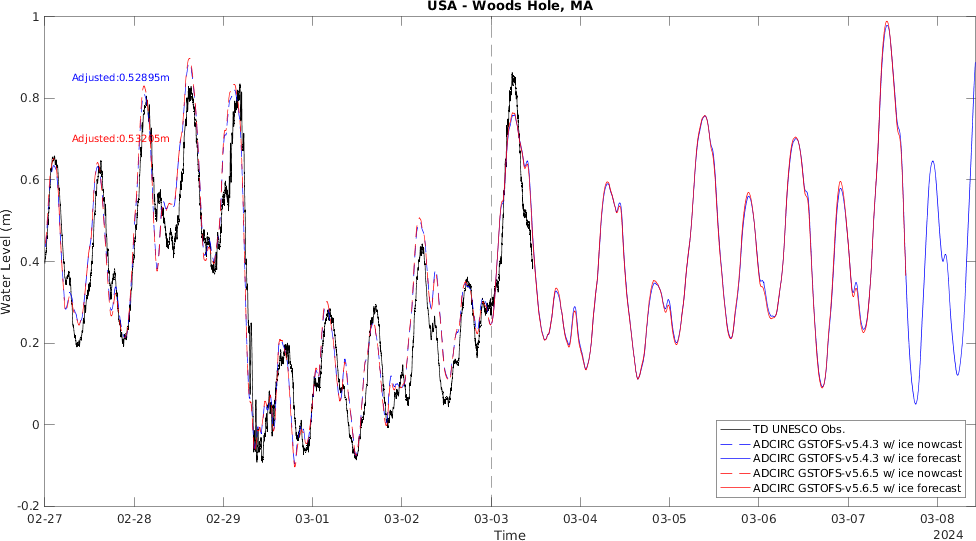 USA - Woods Hole, MA
Water Level (m)
1
0.8
0.6
0.4
0.2
0
-0.2
Adjusted:0.52895m
Adjusted:0.53205m
TD UNESCO Obs.
ADCIRC GSTOFS-v5.4.3 w/ ice nowcast
ADCIRC GSTOFS-v5.4.3 w/ ice forecast
ADCIRC GSTOFS-v5.6.5 w/ ice nowcast
ADCIRC GSTOFS-v5.6.5 w/ ice forecast
02-27 02-28 02-29 03-01 03-02 03-03 03-04 03-05 03-06 03-07 03-08
Time
2024